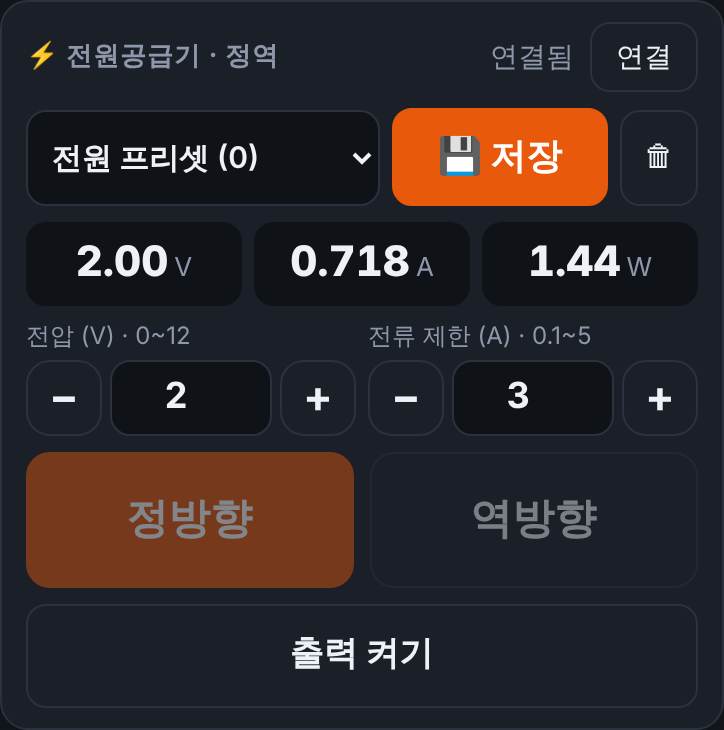 ⚡ 전원공급기 · 정역 연결됨 연결
전원 프리셋 (0) 💾 저장 🗑
2.00 V 0.718 A 1.44 W
전압 (V) · 0~12 전류 제한 (A) · 0.1~5
− 2 + − 3 +
정방향 역방향
출력 켜기